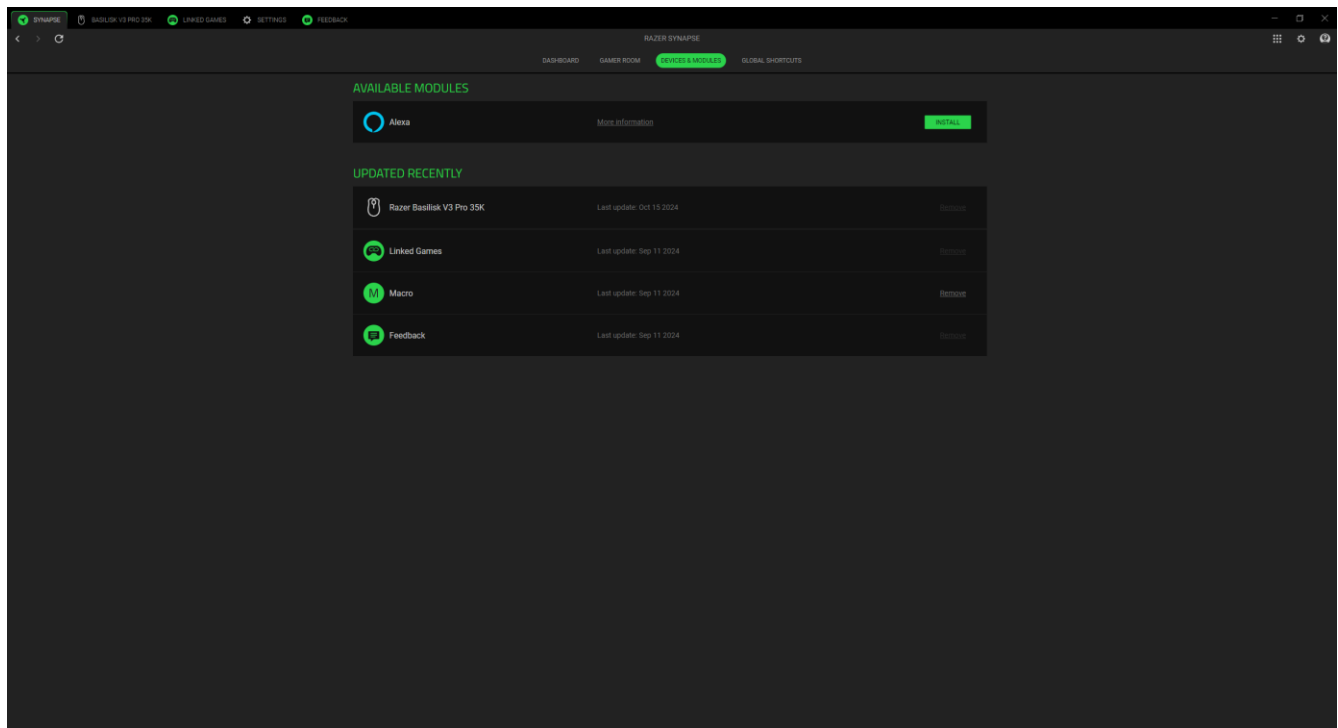 SYNAPSE BASILISK V3 PRO 35K LINKED GAMES SETTINGS FEEDBACK
RAZER SYNAPSE
DASHBOARD GAMER ROOM DEVICES & MODULES GLOBAL SHORTCUTS
AVAILABLE MODULES
Alexa More information INSTALL
UPDATED RECENTLY
Razer Basilisk V3 Pro 35K Last update: Oct 15 2024 Remove
Linked Games Last update: Sep 11 2024 Remove
M Macro Last update: Sep 11 2024 Remove
Feedback Last update: Sep 11 2024 Remove